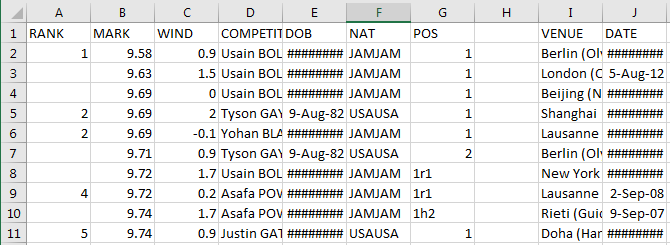 A B C D E F G H I J
1 RANK MARK WIND COMPETIT DOB NAT POS VENUE DATE
2 1 9.58 0.9 Usain BOL ######## JAMJAM 1 Berlin (Oly ########
3 9.63 1.5 Usain BOL ######## JAMJAM 1 London (O 5-Aug-12
4 9.69 0 Usain BOL ######## JAMJAM 1 Beijing (N ########
5 2 9.69 2 Tyson GAY 9-Aug-82 USAUSA 1 Shanghai ########
6 2 9.69 -0.1 Yohan BLA ######## JAMJAM 1 Lausanne ########
7 9.71 0.9 Tyson GAY 9-Aug-82 USAUSA 2 Berlin (Oly ########
8 9.72 1.7 Usain BOL ######## JAMJAM 1r1 New York ########
9 4 9.72 0.2 Asafa POW ######## JAMJAM 1r1 Lausanne 2-Sep-08
10 9.74 1.7 Asafa POW ######## JAMJAM 1h2 Rieti (Guid 9-Sep-07
11 5 9.74 0.9 Justin GAT ######## USAUSA 1 Doha (Har ########